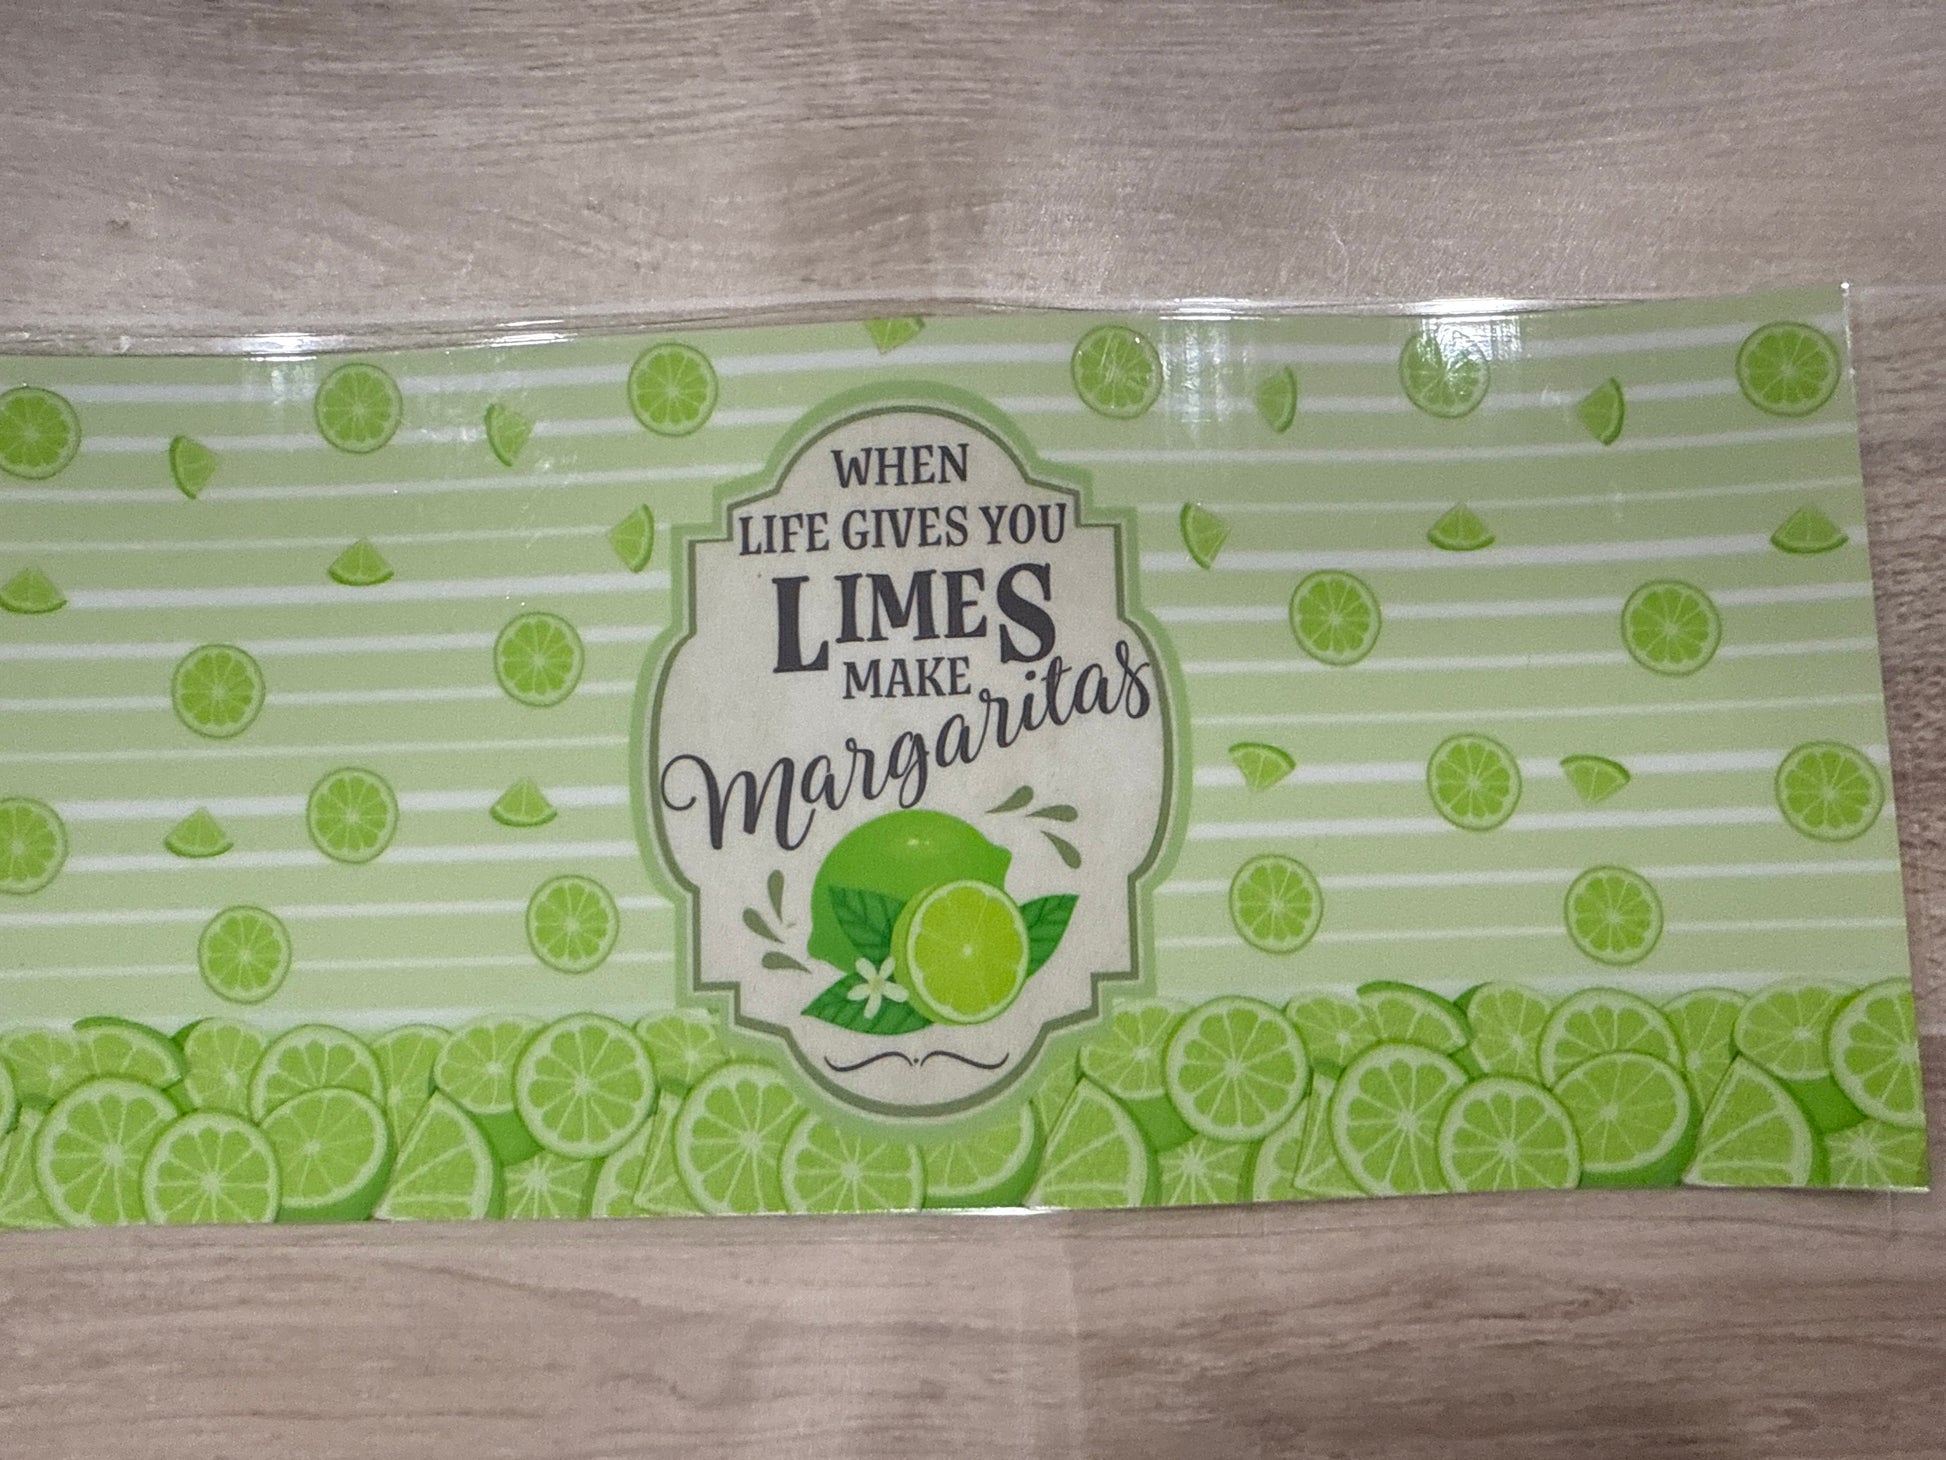 WHEN
LIFE GIVES YOU
LIMES
MAKE
Margaritas